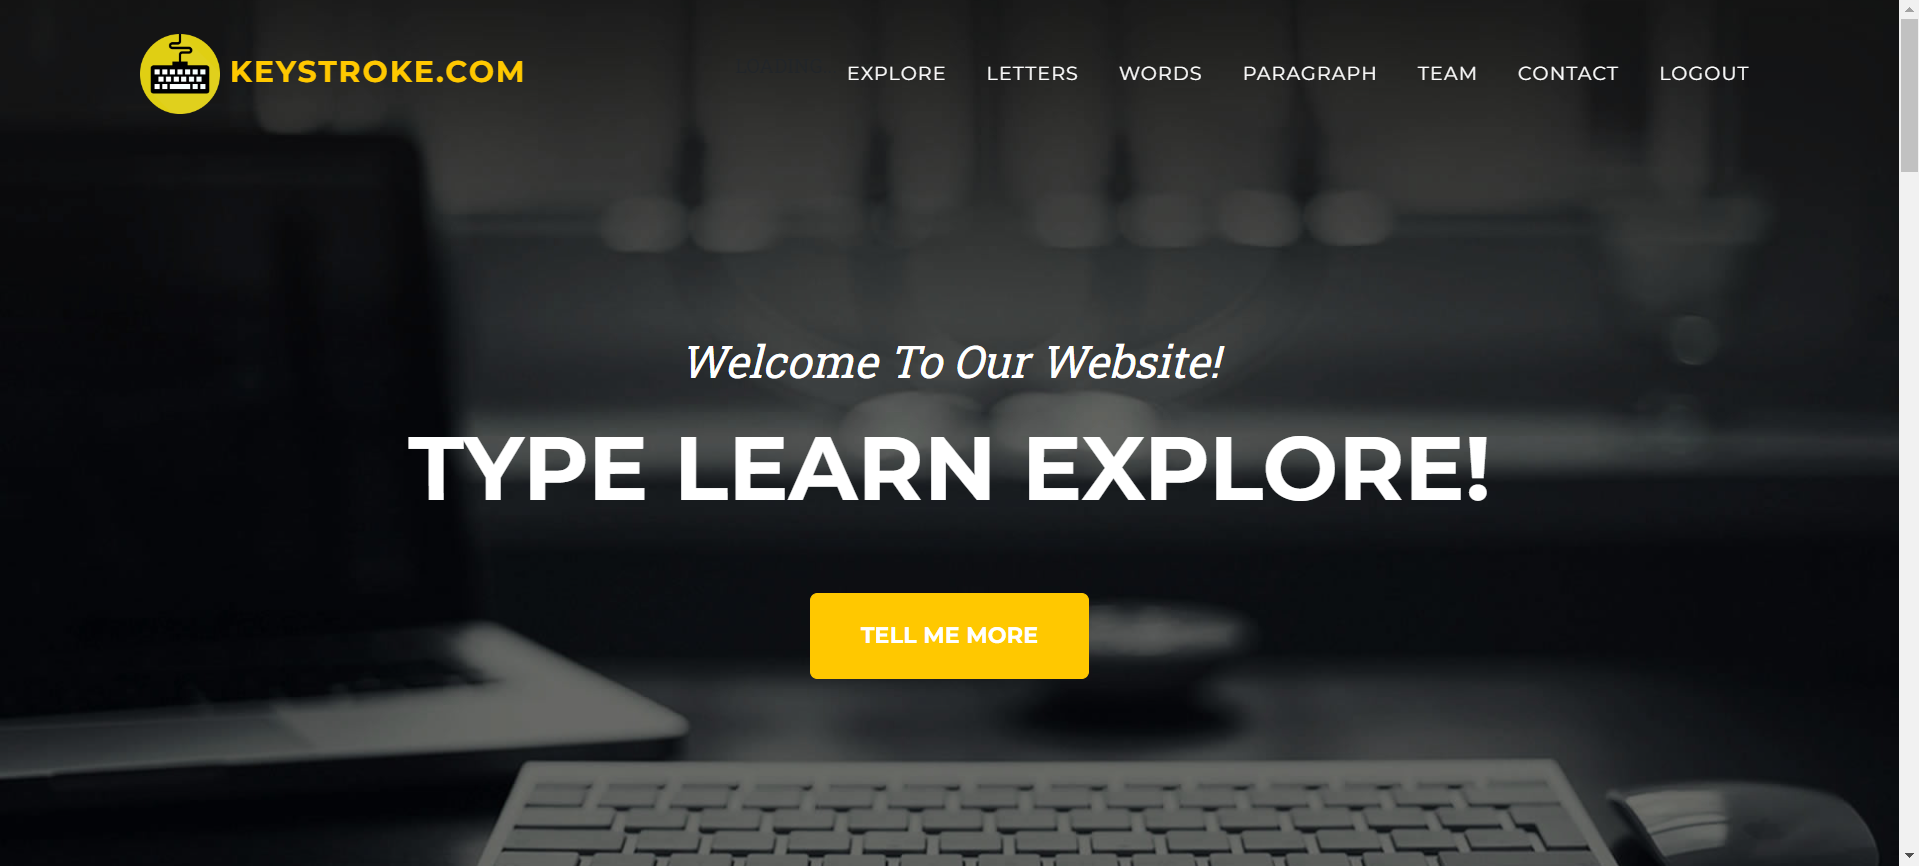 KEYSTROKE.COM
EXPLORE LETTERS WORDS PARAGRAPH TEAM CONTACT LOGOUT
Welcome To Our Website!
TYPE LEARN EXPLORE!
TELL ME MORE